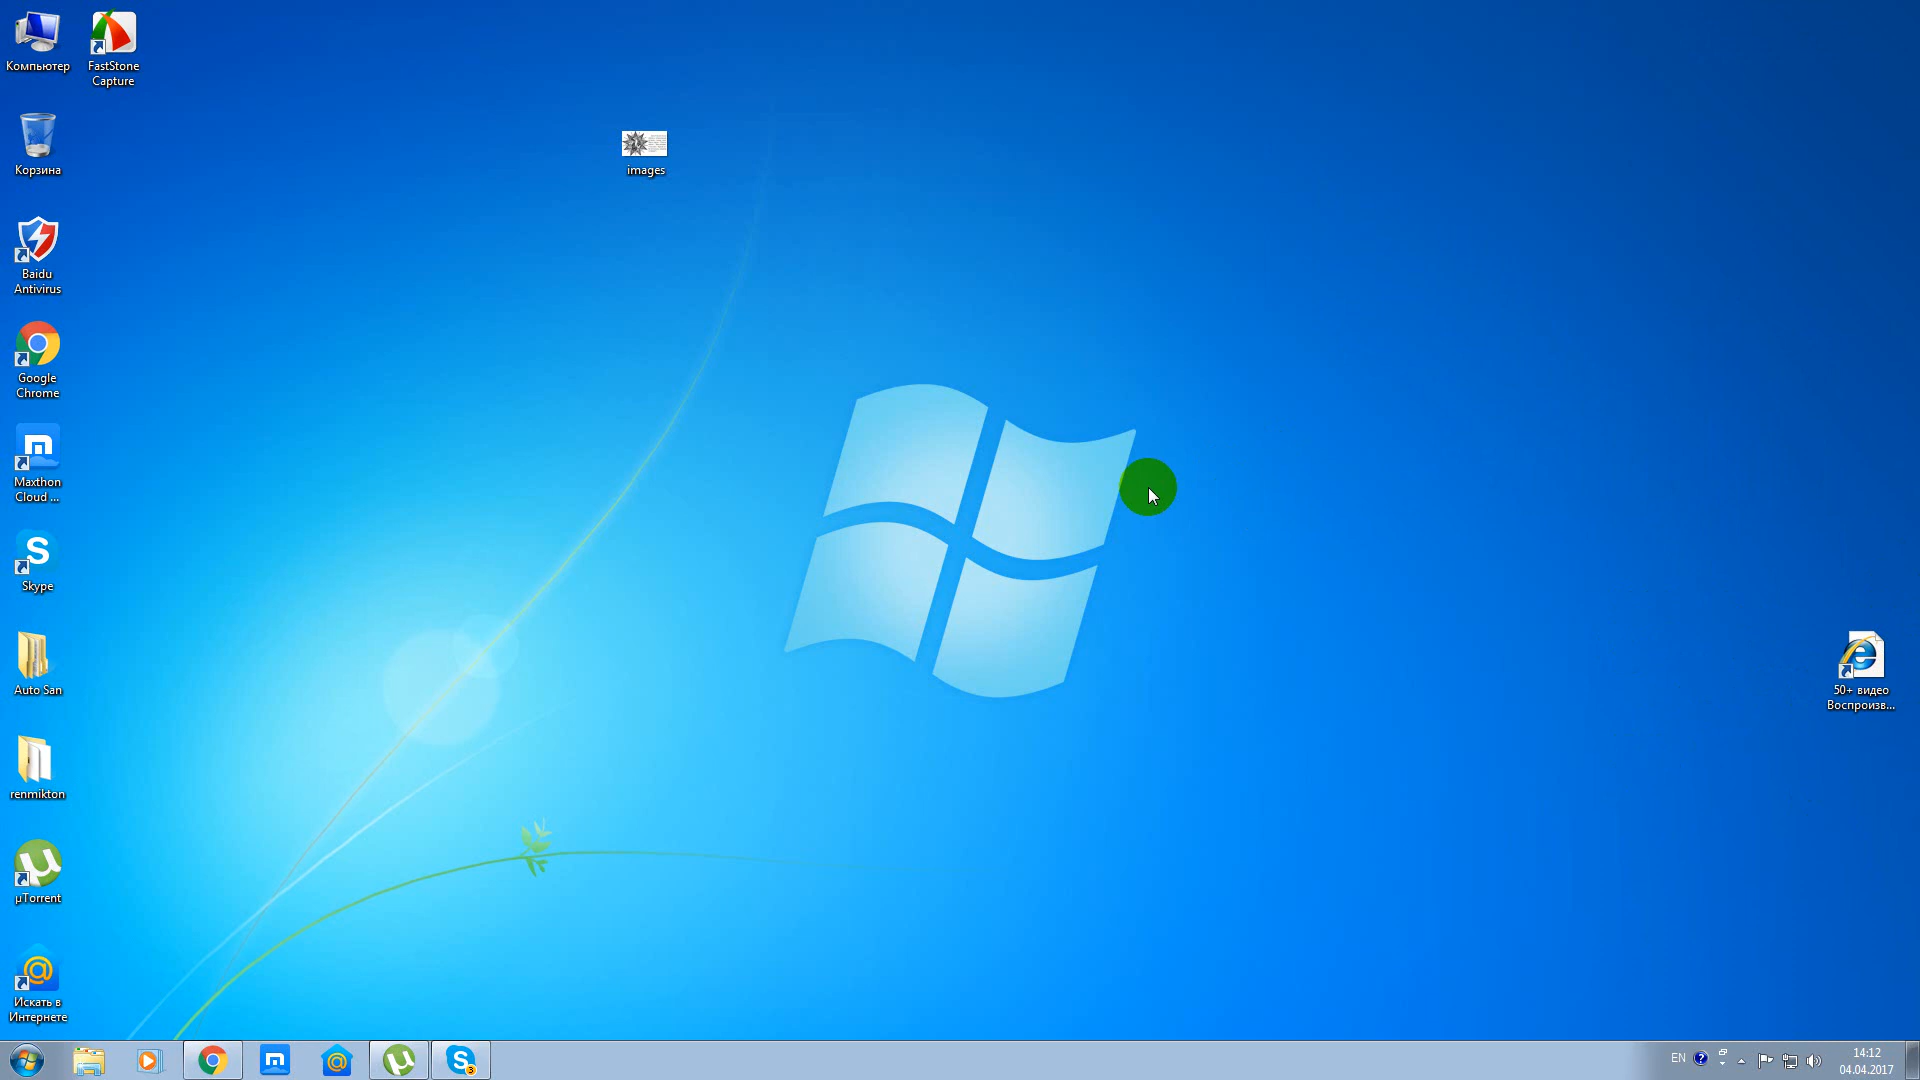 Компьютер
FastStone
Capture
Корзина
images
Baidu
Antivirus
Google
Chrome
Maxthon
Cloud ...
Skype
Auto San
50+ видео
Воспроизв...
renmikton
µTorrent
Искать в
Интернете
EN
14:12
04.04.2017
3